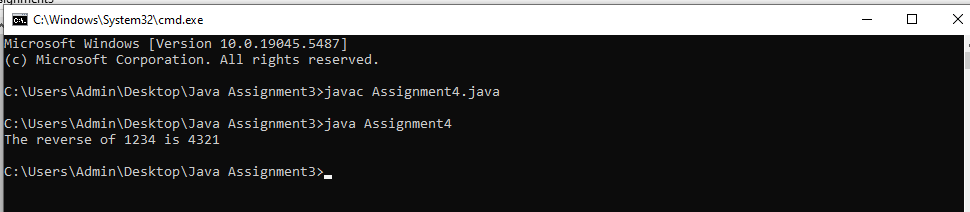 C:\Windows\System32\cmd.exe
Microsoft Windows [Version 10.0.19045.5487]
(c) Microsoft Corporation. All rights reserved.
C:\Users\Admin\Desktop\Java Assignment3>javac Assignment4.java
C:\Users\Admin\Desktop\Java Assignment3>java Assignment4
The reverse of 1234 is 4321
C:\Users\Admin\Desktop\Java Assignment3>